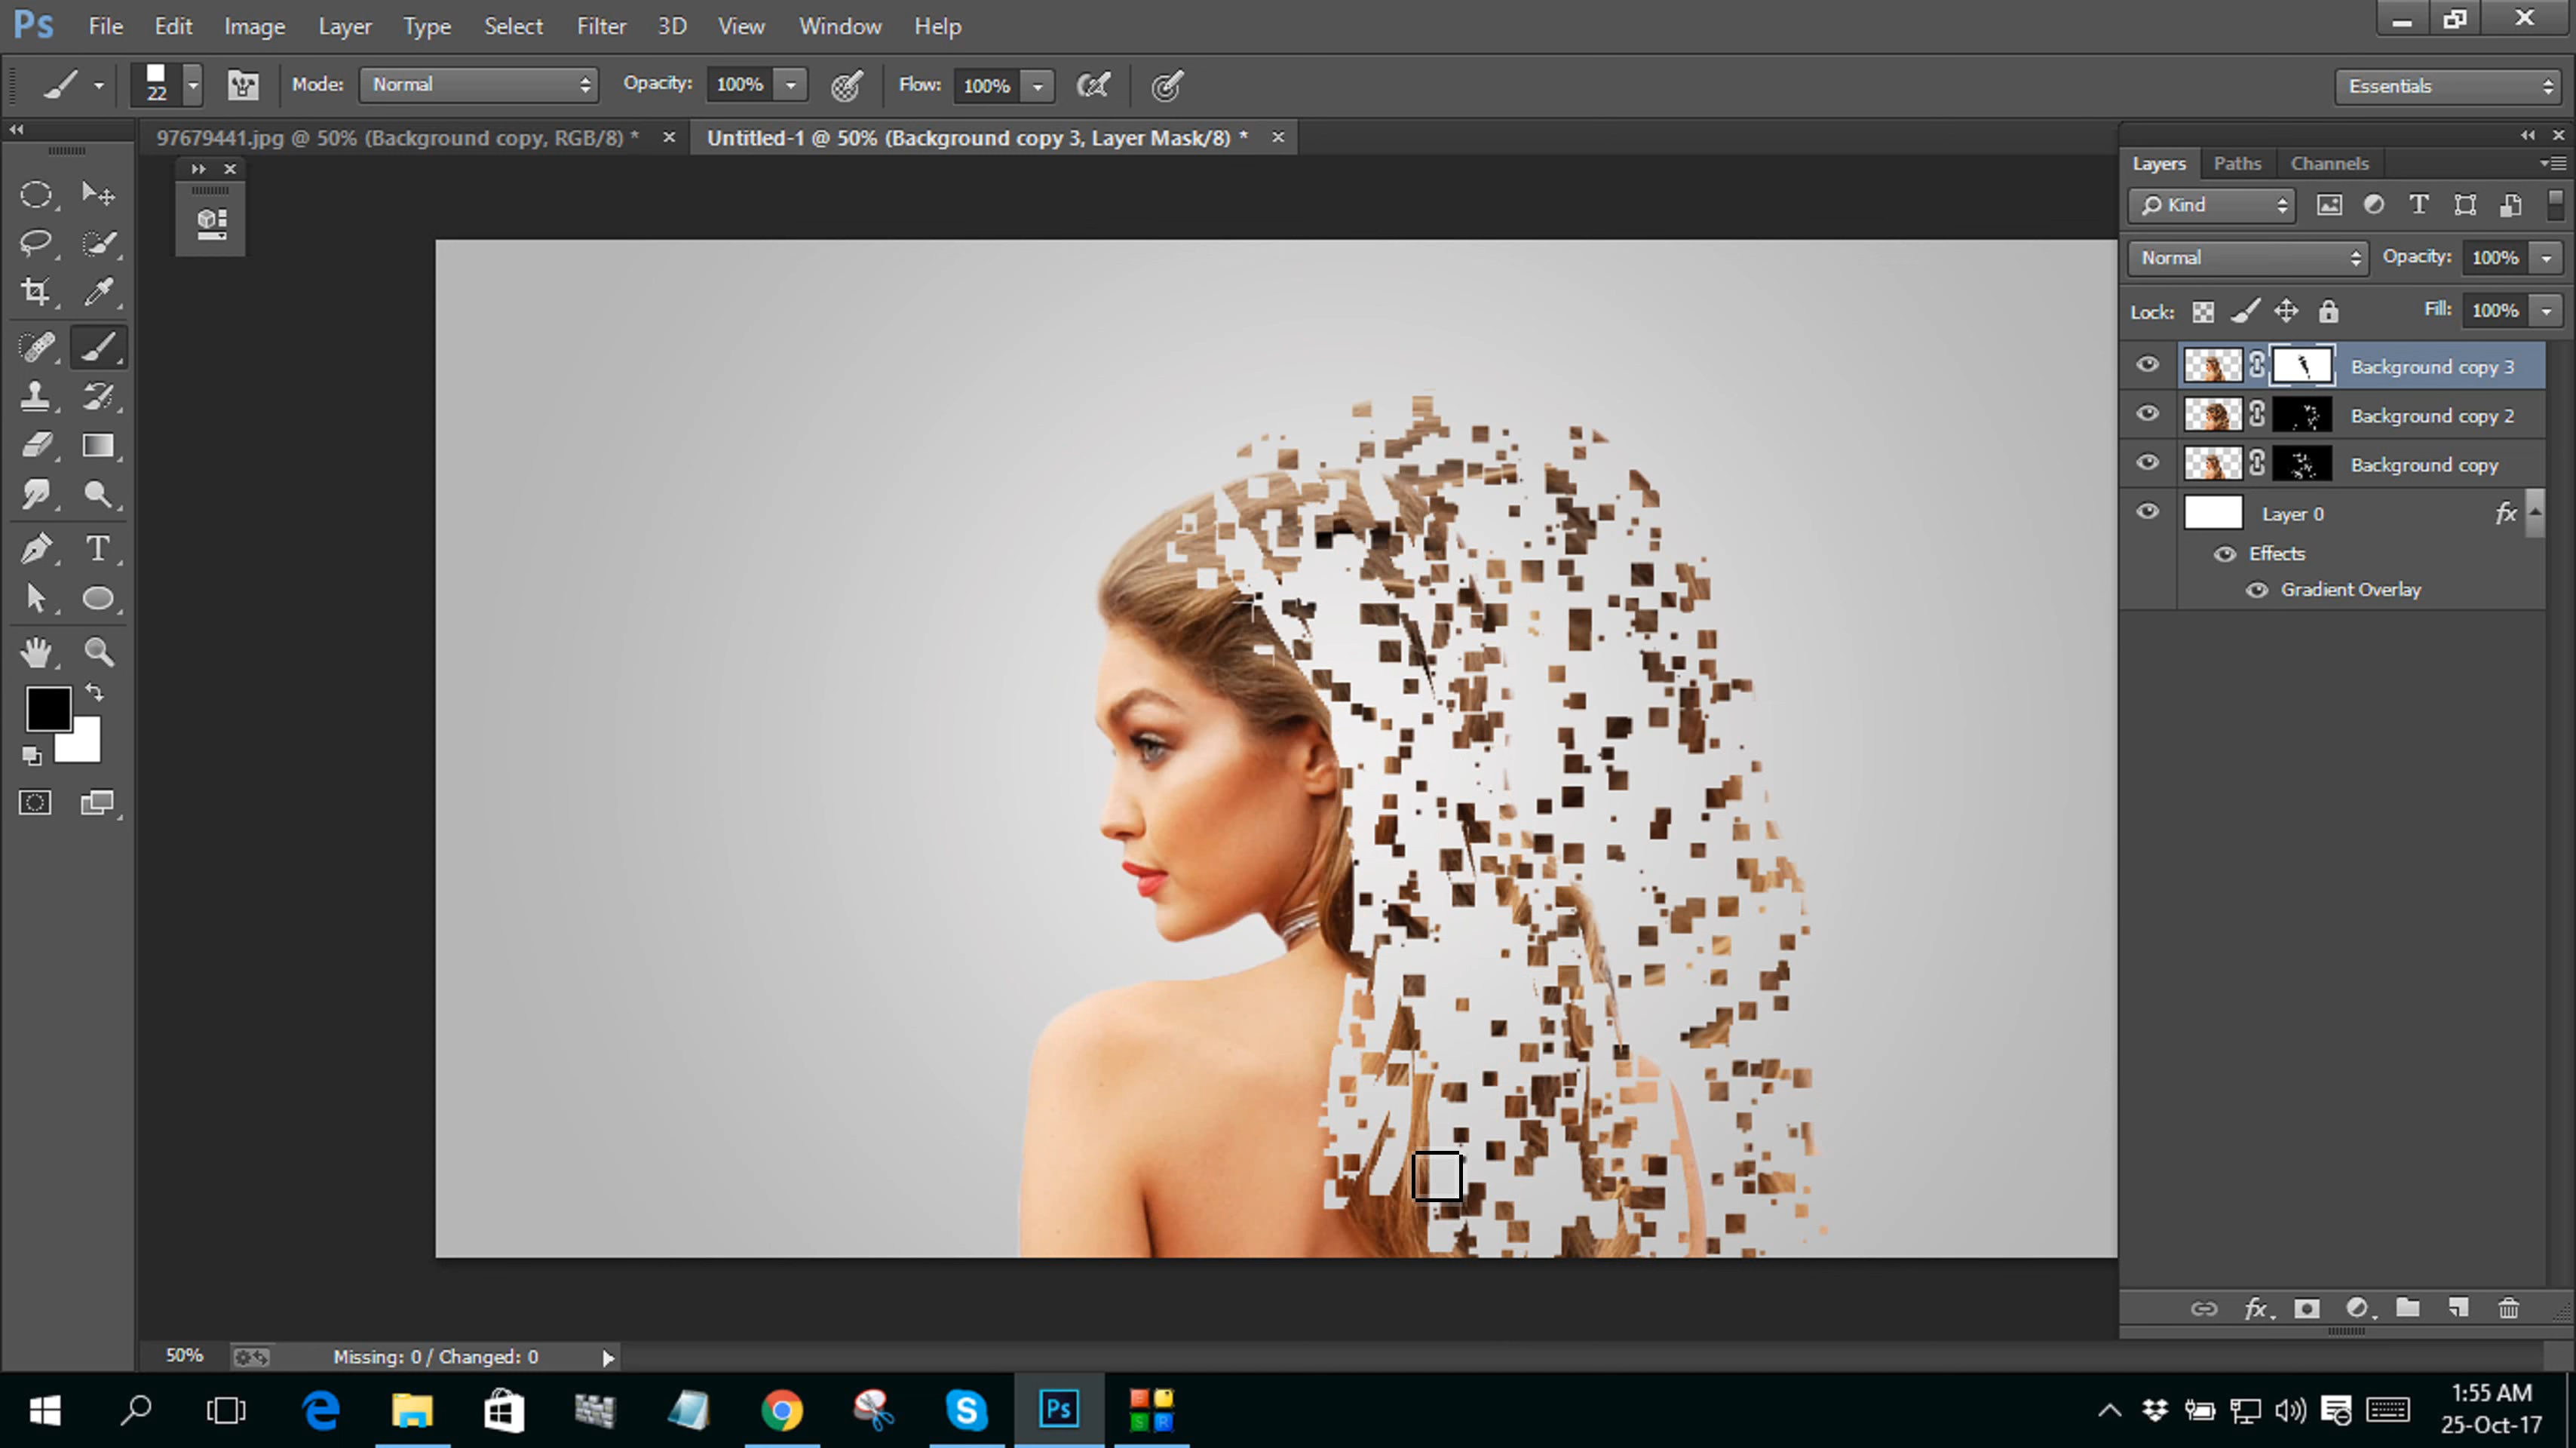 Ps File Edit Image Layer Type Select Filter 3D View Window Help
22 Mode: Normal Opacity: 100% Flow: 100% Essentials
97679441.jpg @ 50% (Background copy, RGB/8) * Untitled-1 @ 50% (Background copy 3, Layer Mask/8) *
Layers Paths Channels
Kind
Normal Opacity: 100%
Lock: Fill: 100%
Background copy 3
Background copy 2
Background copy
Layer 0 fx
Effects
Gradient Overlay
fx
50% Missing: 0 / Changed: 0
Ps
1:55 AM
25-Oct-17